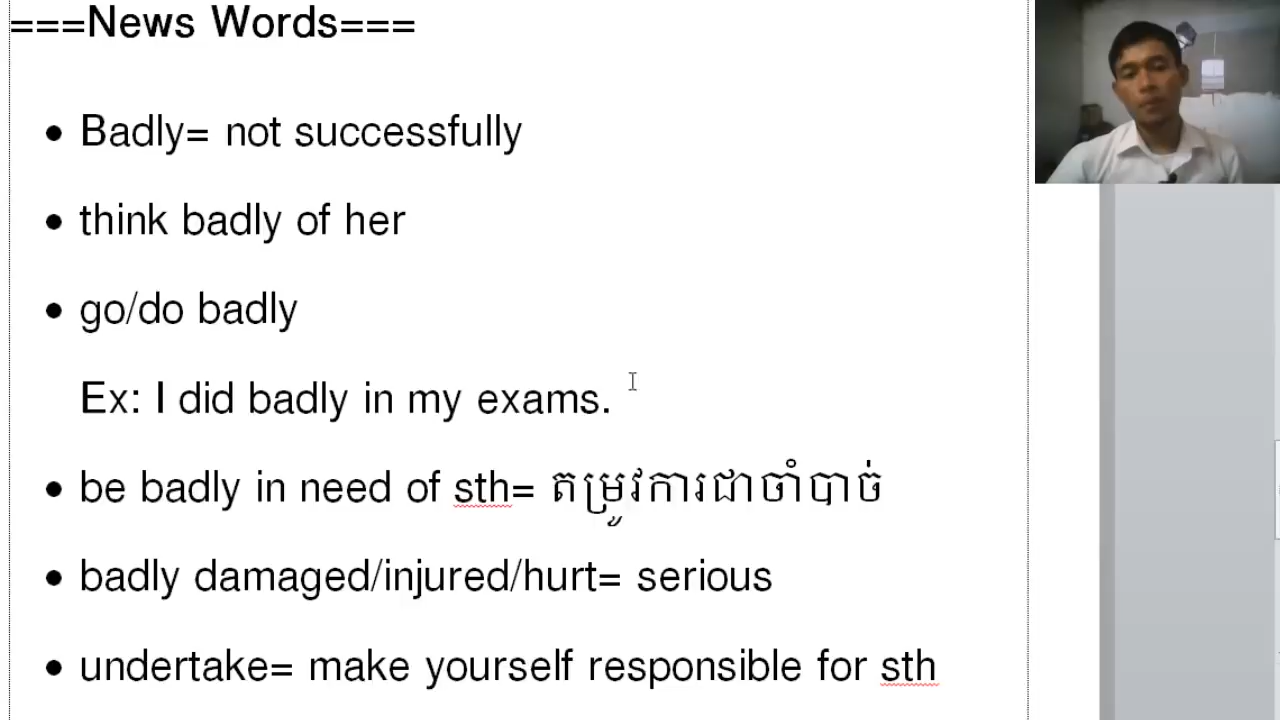 ===News Words===
• Badly= not successfully
• think badly of her
• go/do badly
Ex: I did badly in my exams.
• be badly in need of sth= តម្រូវការជាចាំបាច់
• badly damaged/injured/hurt= serious
• undertake= make yourself responsible for sth